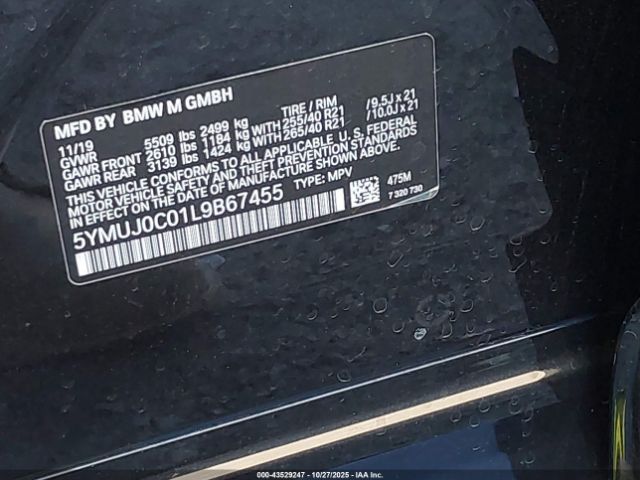 MFD BY BMW M GMBH
11/19 TIRE / RIM
GVWR 5509 lbs 2499 kg
GAWR FRONT 2610 lbs 1184 kg WITH 255/40 R21 /9.5J x 21
GAWR REAR 3139 lbs 1424 kg WITH 265/40 R21 /10.0J x 21
THIS VEHICLE CONFORMS TO ALL APPLICABLE U. S. FEDERAL
MOTOR VEHICLE SAFETY AND THEFT PREVENTION STANDARDS
IN EFFECT ON THE DATE OF MANUFACTURE SHOWN ABOVE.
5YMUJ0C01L9B67455 TYPE: MPV 475M
7 320 730
000-43529247 | 10/27/2025 | IAA Inc.